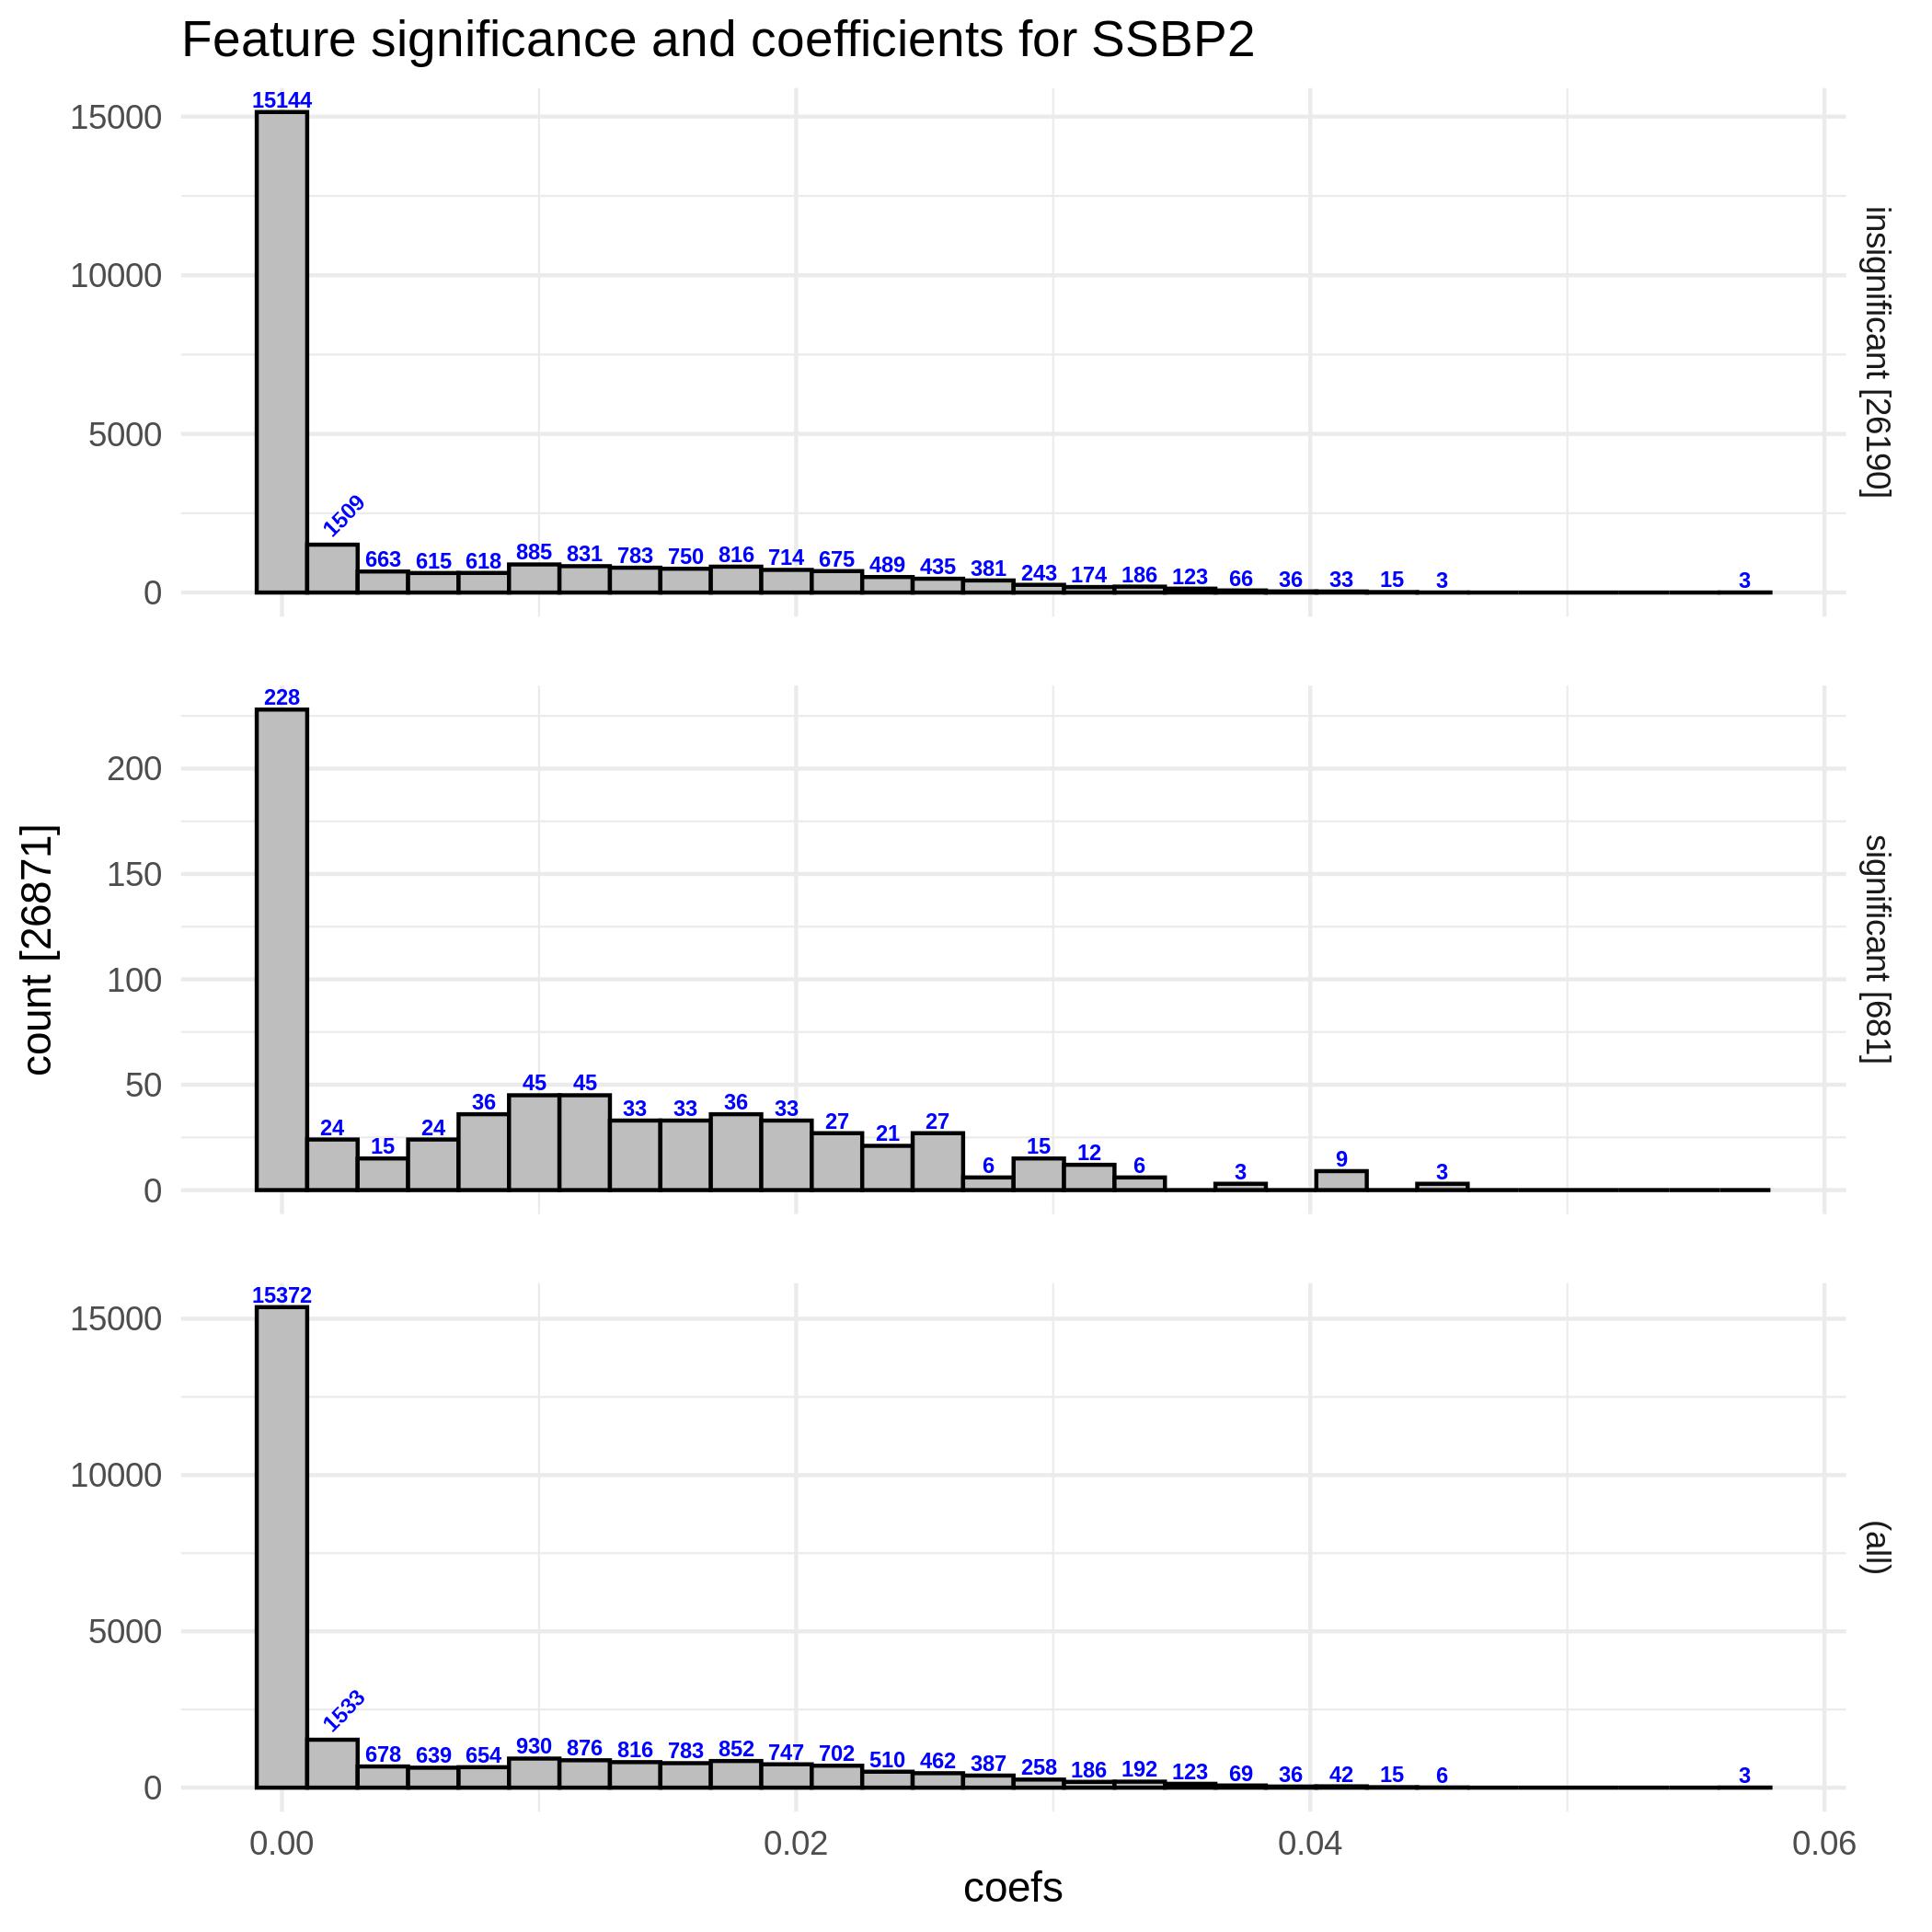 Feature significance and coefficients for SSBP2
15144
15000
10000
5000
0
1509
663 615 618 885 831 783 750 816 714 675 489 435 381 243 174 186 123 66 36 33 15 3 3
insignificant [26190]
count [26871]
228
200
150
100
50
0
24 15 24 36 45 45 33 33 36 33 27 21 27 6 15 12 6 3 9 3
significant [681]
15372
15000
10000
5000
0
1533
678 639 654 930 876 816 783 852 747 702 510 462 387 258 186 192 123 69 36 42 15 6 3
(all)
0.00 0.02 0.04 0.06
coefs